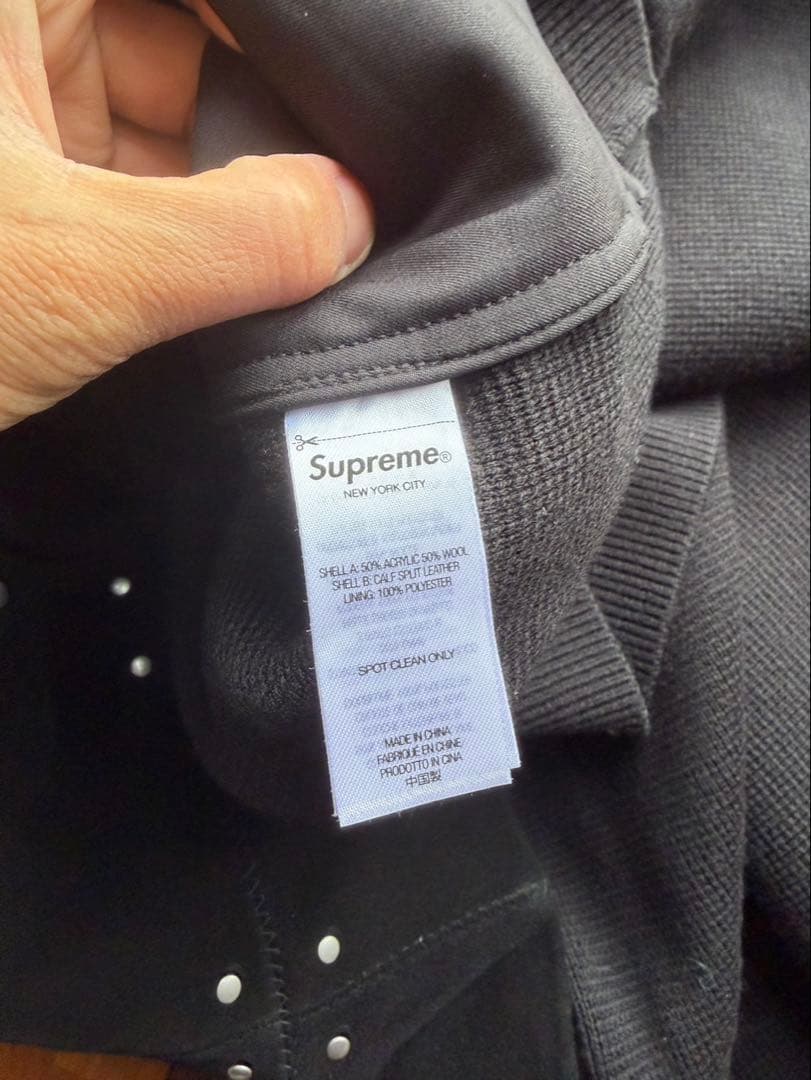 Supreme®
NEW YORK CITY
SHELL A: 50% ACRYLIC 50% WOOL
SHELL B: CALF SPLIT LEATHER
LINING: 100% POLYESTER
SPOT CLEAN ONLY
MADE IN CHINA
FABRIQUÉ EN CHINE
PRODOTTO IN CINA
中国製